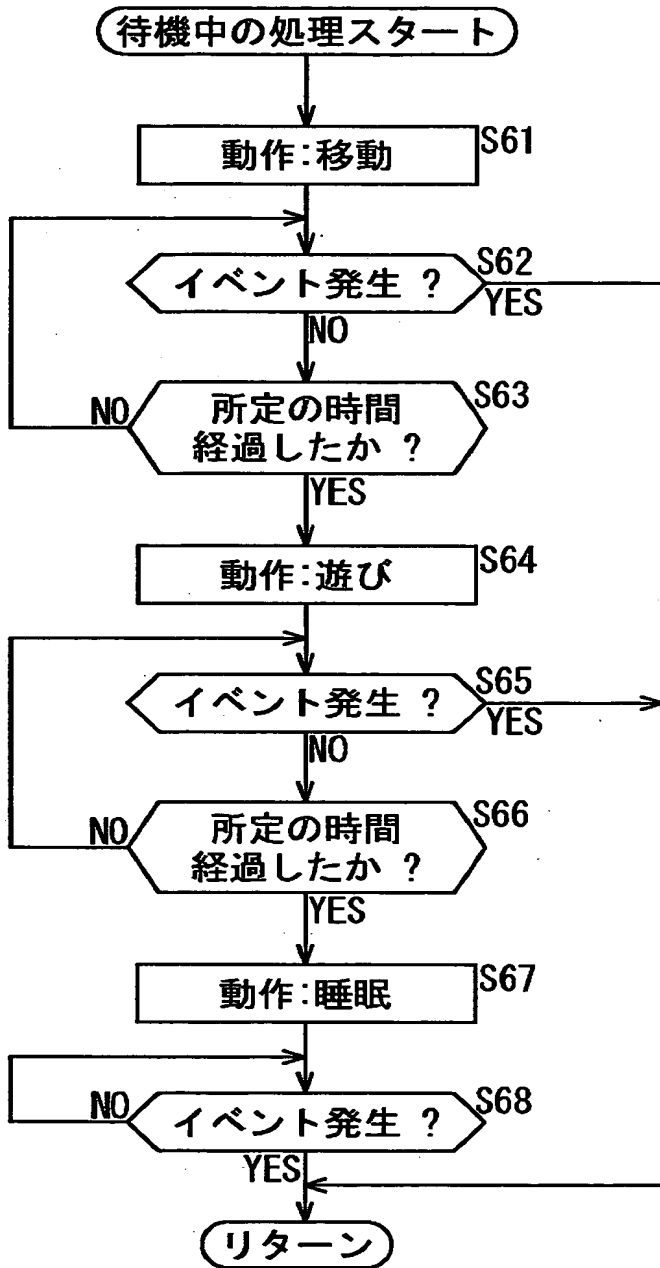 待機中の処理スタート
動作:移動
S61
イベント発生 ?
S62
YES
NO
所定の時間
経過したか ?
S63
NO
YES
動作:遊び
S64
イベント発生 ?
S65
YES
NO
所定の時間
経過したか ?
S66
NO
YES
動作:睡眠
S67
イベント発生 ?
S68
NO
YES
リターン